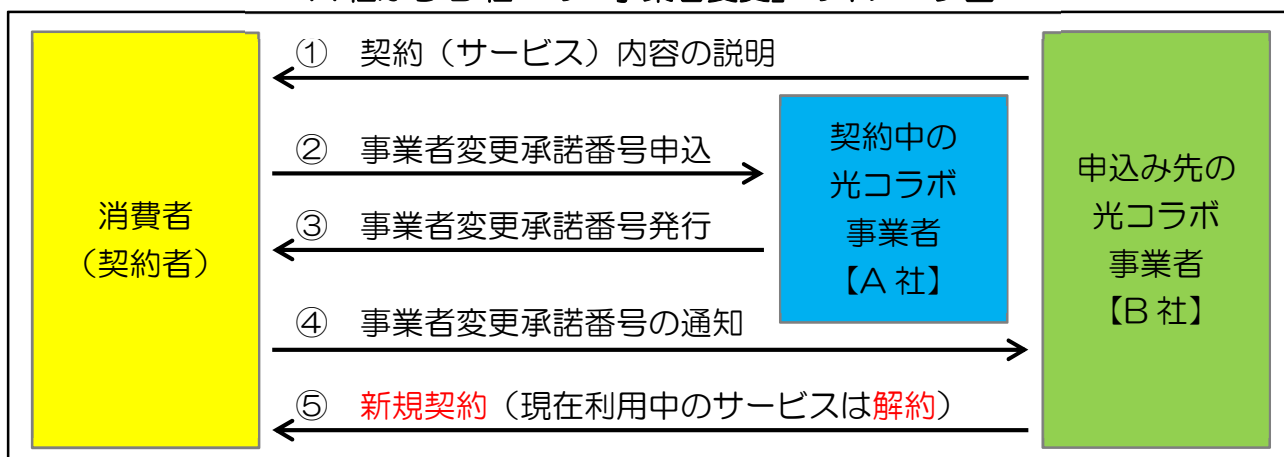 ① 契約（サービス）内容の説明
② 事業者変更承諾番号申込
③ 事業者変更承諾番号発行
④ 事業者変更承諾番号の通知
⑤ 新規契約（現在利用中のサービスは解約）
消費者
（契約者）
契約中の
光コラボ
事業者
【A 社】
申込み先の
光コラボ
事業者
【B 社】